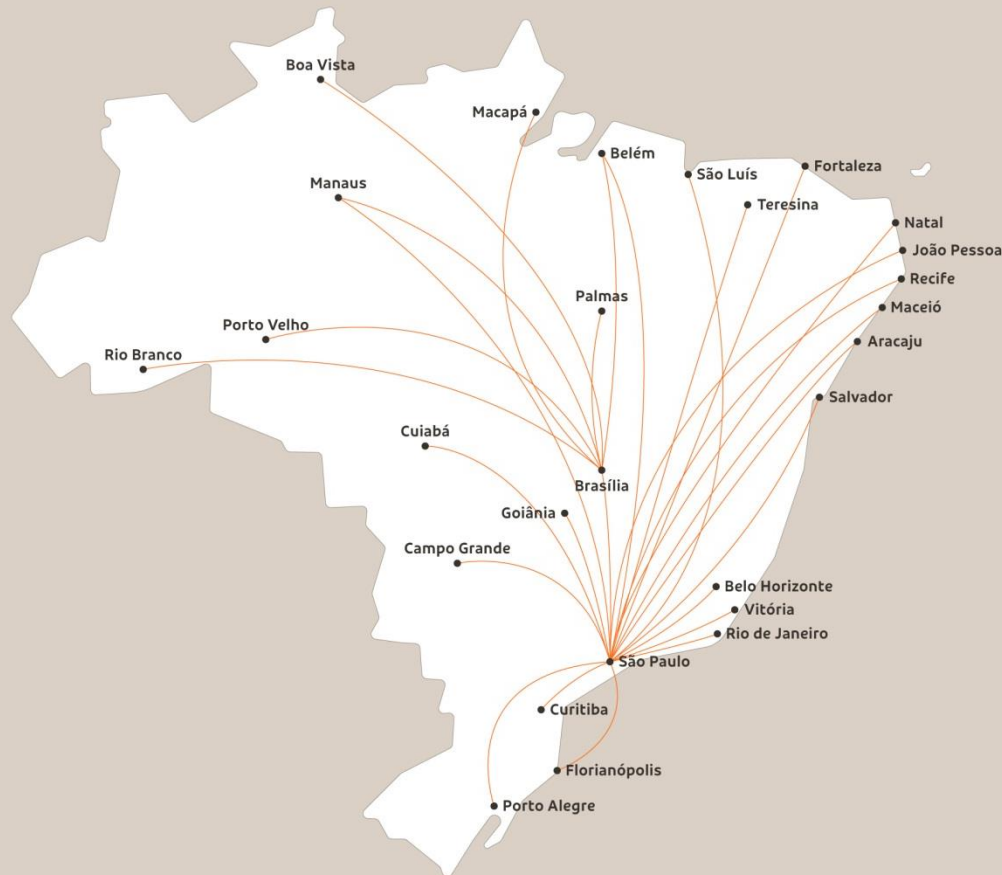 Boa Vista
Macapá
Belém
Fortaleza
São Luís
Manaus
Teresina
Natal
João Pessoa
Recife
Palmas
Maceió
Porto Velho
Aracaju
Rio Branco
Salvador
Cuiabá
Brasília
Goiânia
Campo Grande
Belo Horizonte
Vitória
Rio de Janeiro
São Paulo
Curitiba
Florianópolis
Porto Alegre